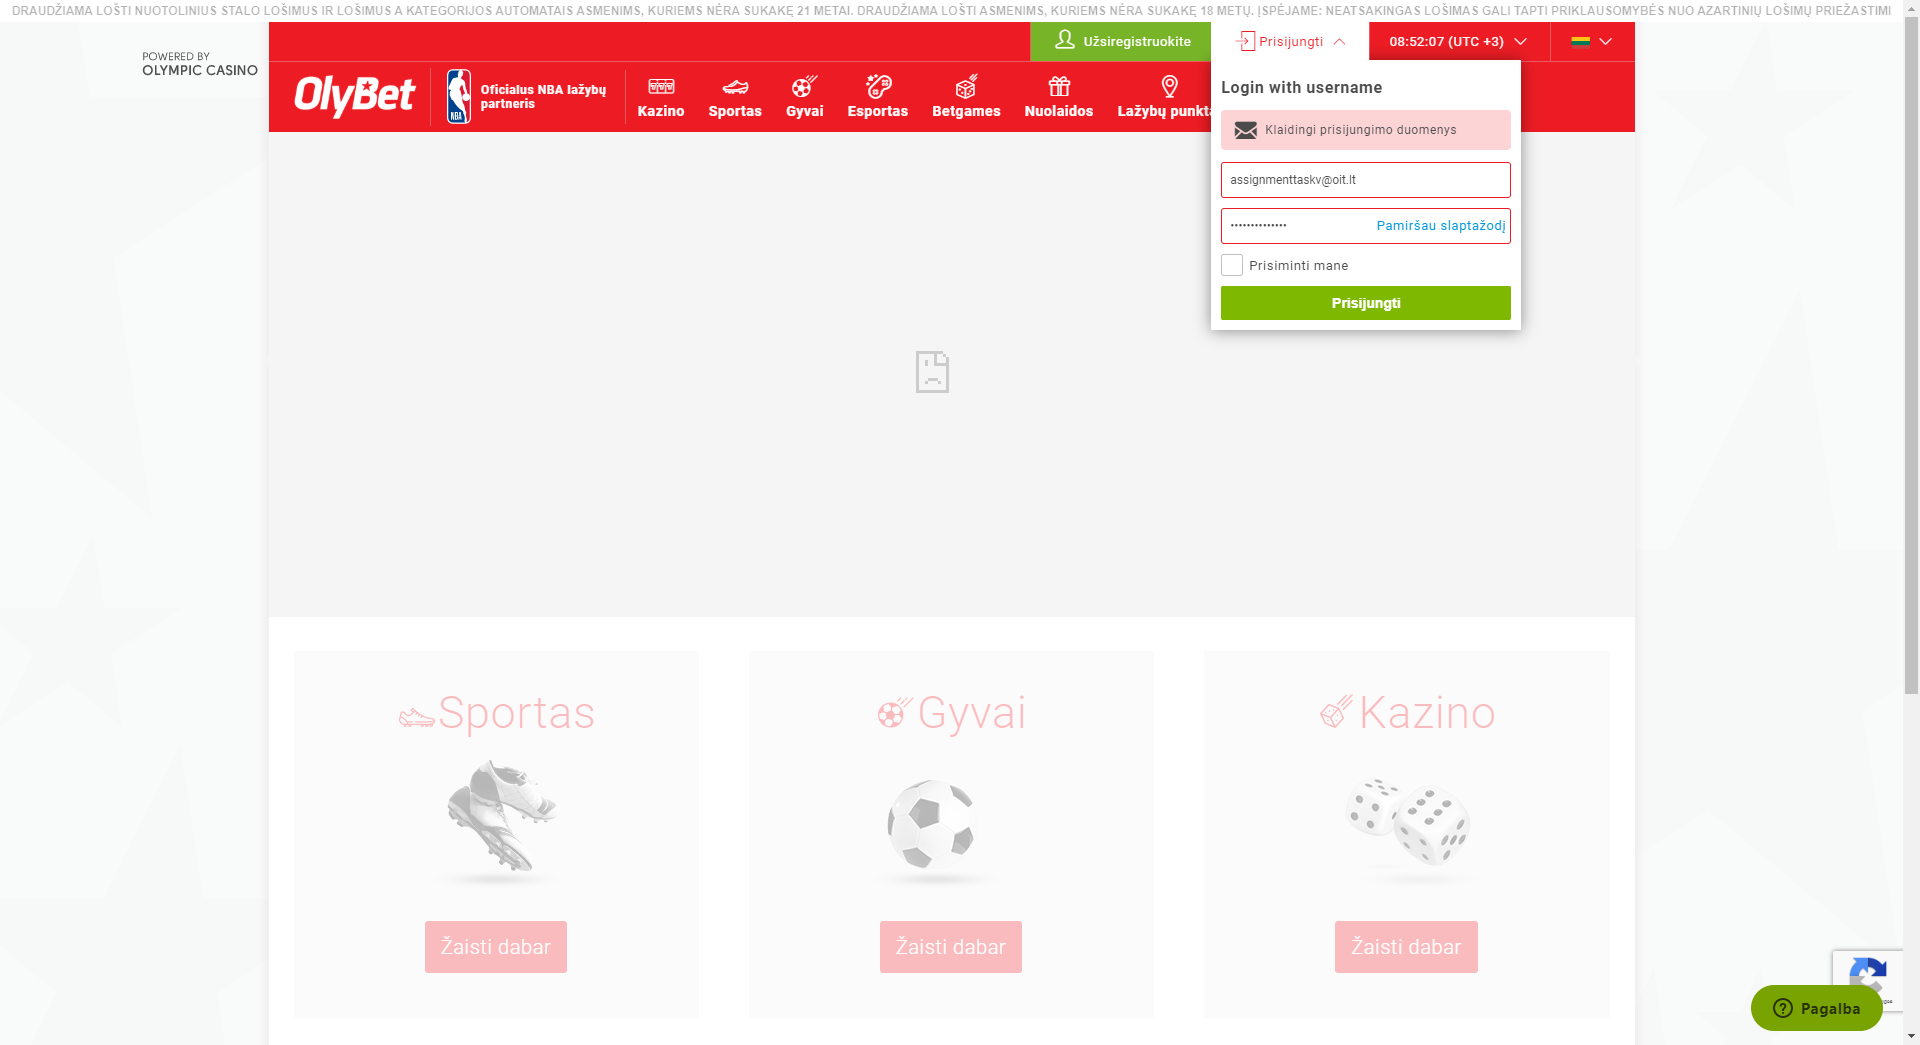 DRAUDŽIAMA LOŠTI NUOTOLINIUS STALO LOŠIMUS IR LOŠIMUS A KATEGORIJOS AUTOMATAIS ASMENIMS, KURIEMS NĖRA SUKAKĘ 21 METAI. DRAUDŽIAMA LOŠTI ASMENIMS, KURIEMS NĖRA SUKAKĘ 18 METŲ. ĮSPĖJAME: NEATSAKINGAS LOŠIMAS GALI TAPTI PRIKLAUSOMYBĖS NUO AZARTINIŲ LOŠIMŲ PRIEŽASTIMI
Užsiregistruokite
Prisijungti
08:52:07 (UTC +3)
POWERED BY
OLYMPIC CASINO
OlyBet
NBA
Oficialus NBA lažybų
partneris
Kazino
Sportas
Gyvai
Esportas
Betgames
Nuolaidos
Lažybų punkta
Login with username
Klaidingi prisijungimo duomenys
assignmenttaskv@oit.lt
Pamiršau slaptažodį
Prisiminti mane
Prisijungti
Sportas
Gyvai
Kazino
Žaisti dabar
Žaisti dabar
Žaisti dabar
Pagalba